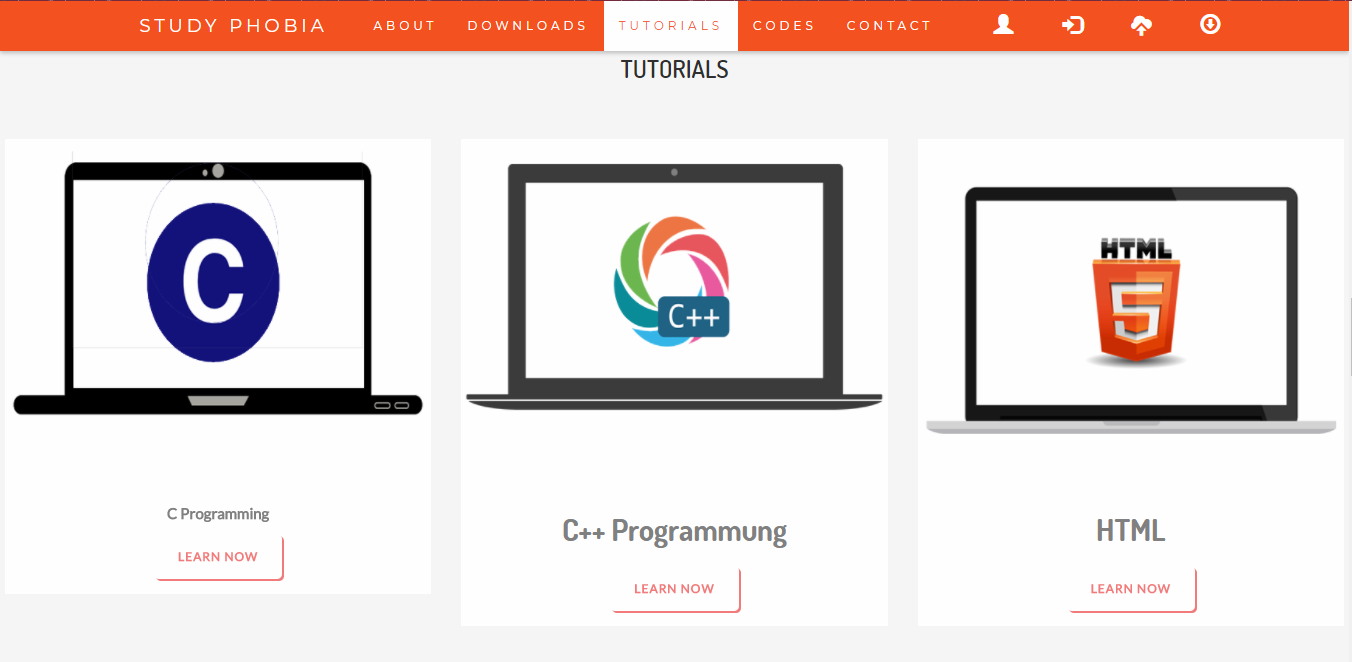 STUDY PHOBIA ABOUT DOWNLOADS TUTORIALS CODES CONTACT
TUTORIALS
C
C++
HTML
5
C Programming
LEARN NOW
C++ Programmung
LEARN NOW
HTML
LEARN NOW